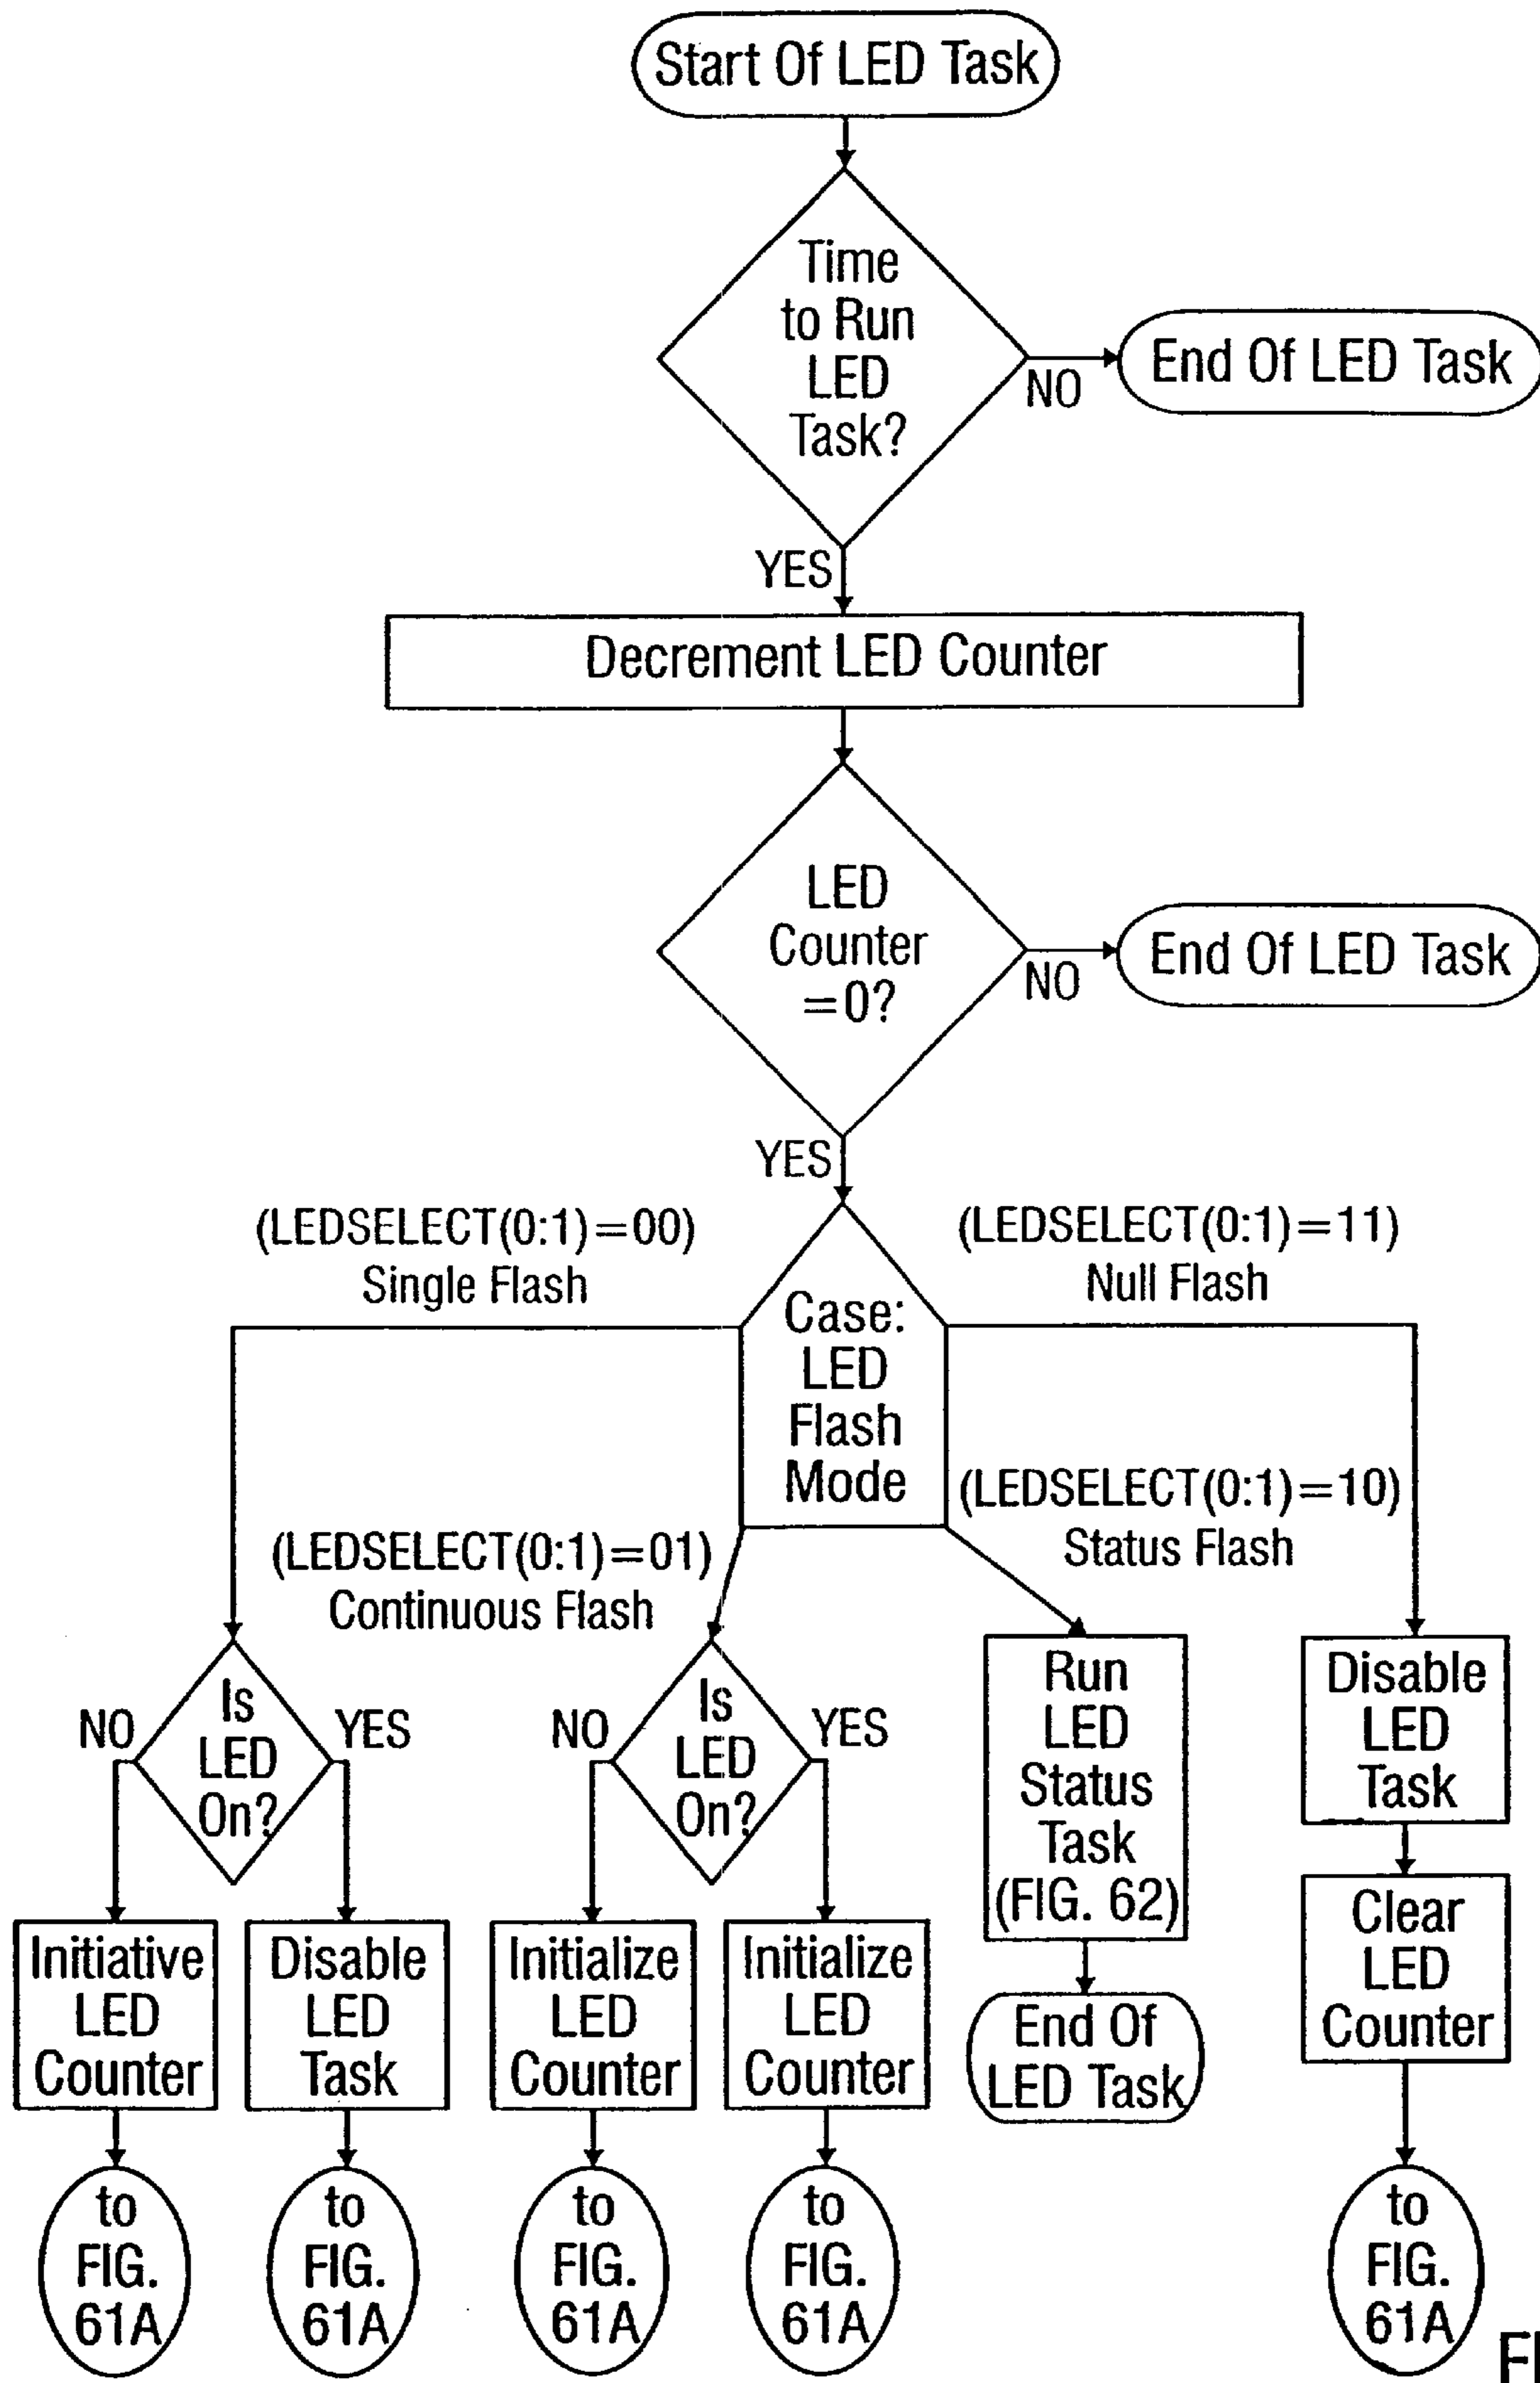 Start Of LED Task
Time
to Run
LED
Task?
NO
End Of LED Task
YES
Decrement LED Counter
LED
Counter
=0?
NO
End Of LED Task
YES
(LEDSELECT(0:1)=00)
Single Flash
(LEDSELECT(0:1)=11)
Null Flash
Case:
LED
Flash
Mode
(LEDSELECT(0:1)=01)
Continuous Flash
(LEDSELECT(0:1)=10)
Status Flash
NO
Is
LED
On?
YES
NO
Is
LED
On?
YES
Run
LED
Status
Task
(FIG. 62)
Disable
LED
Task
Initiative
LED
Counter
Disable
LED
Task
Initialize
LED
Counter
Initialize
LED
Counter
End Of
LED Task
Clear
LED
Counter
to
FIG.
61A
to
FIG.
61A
to
FIG.
61A
to
FIG.
61A
to
FIG.
61A